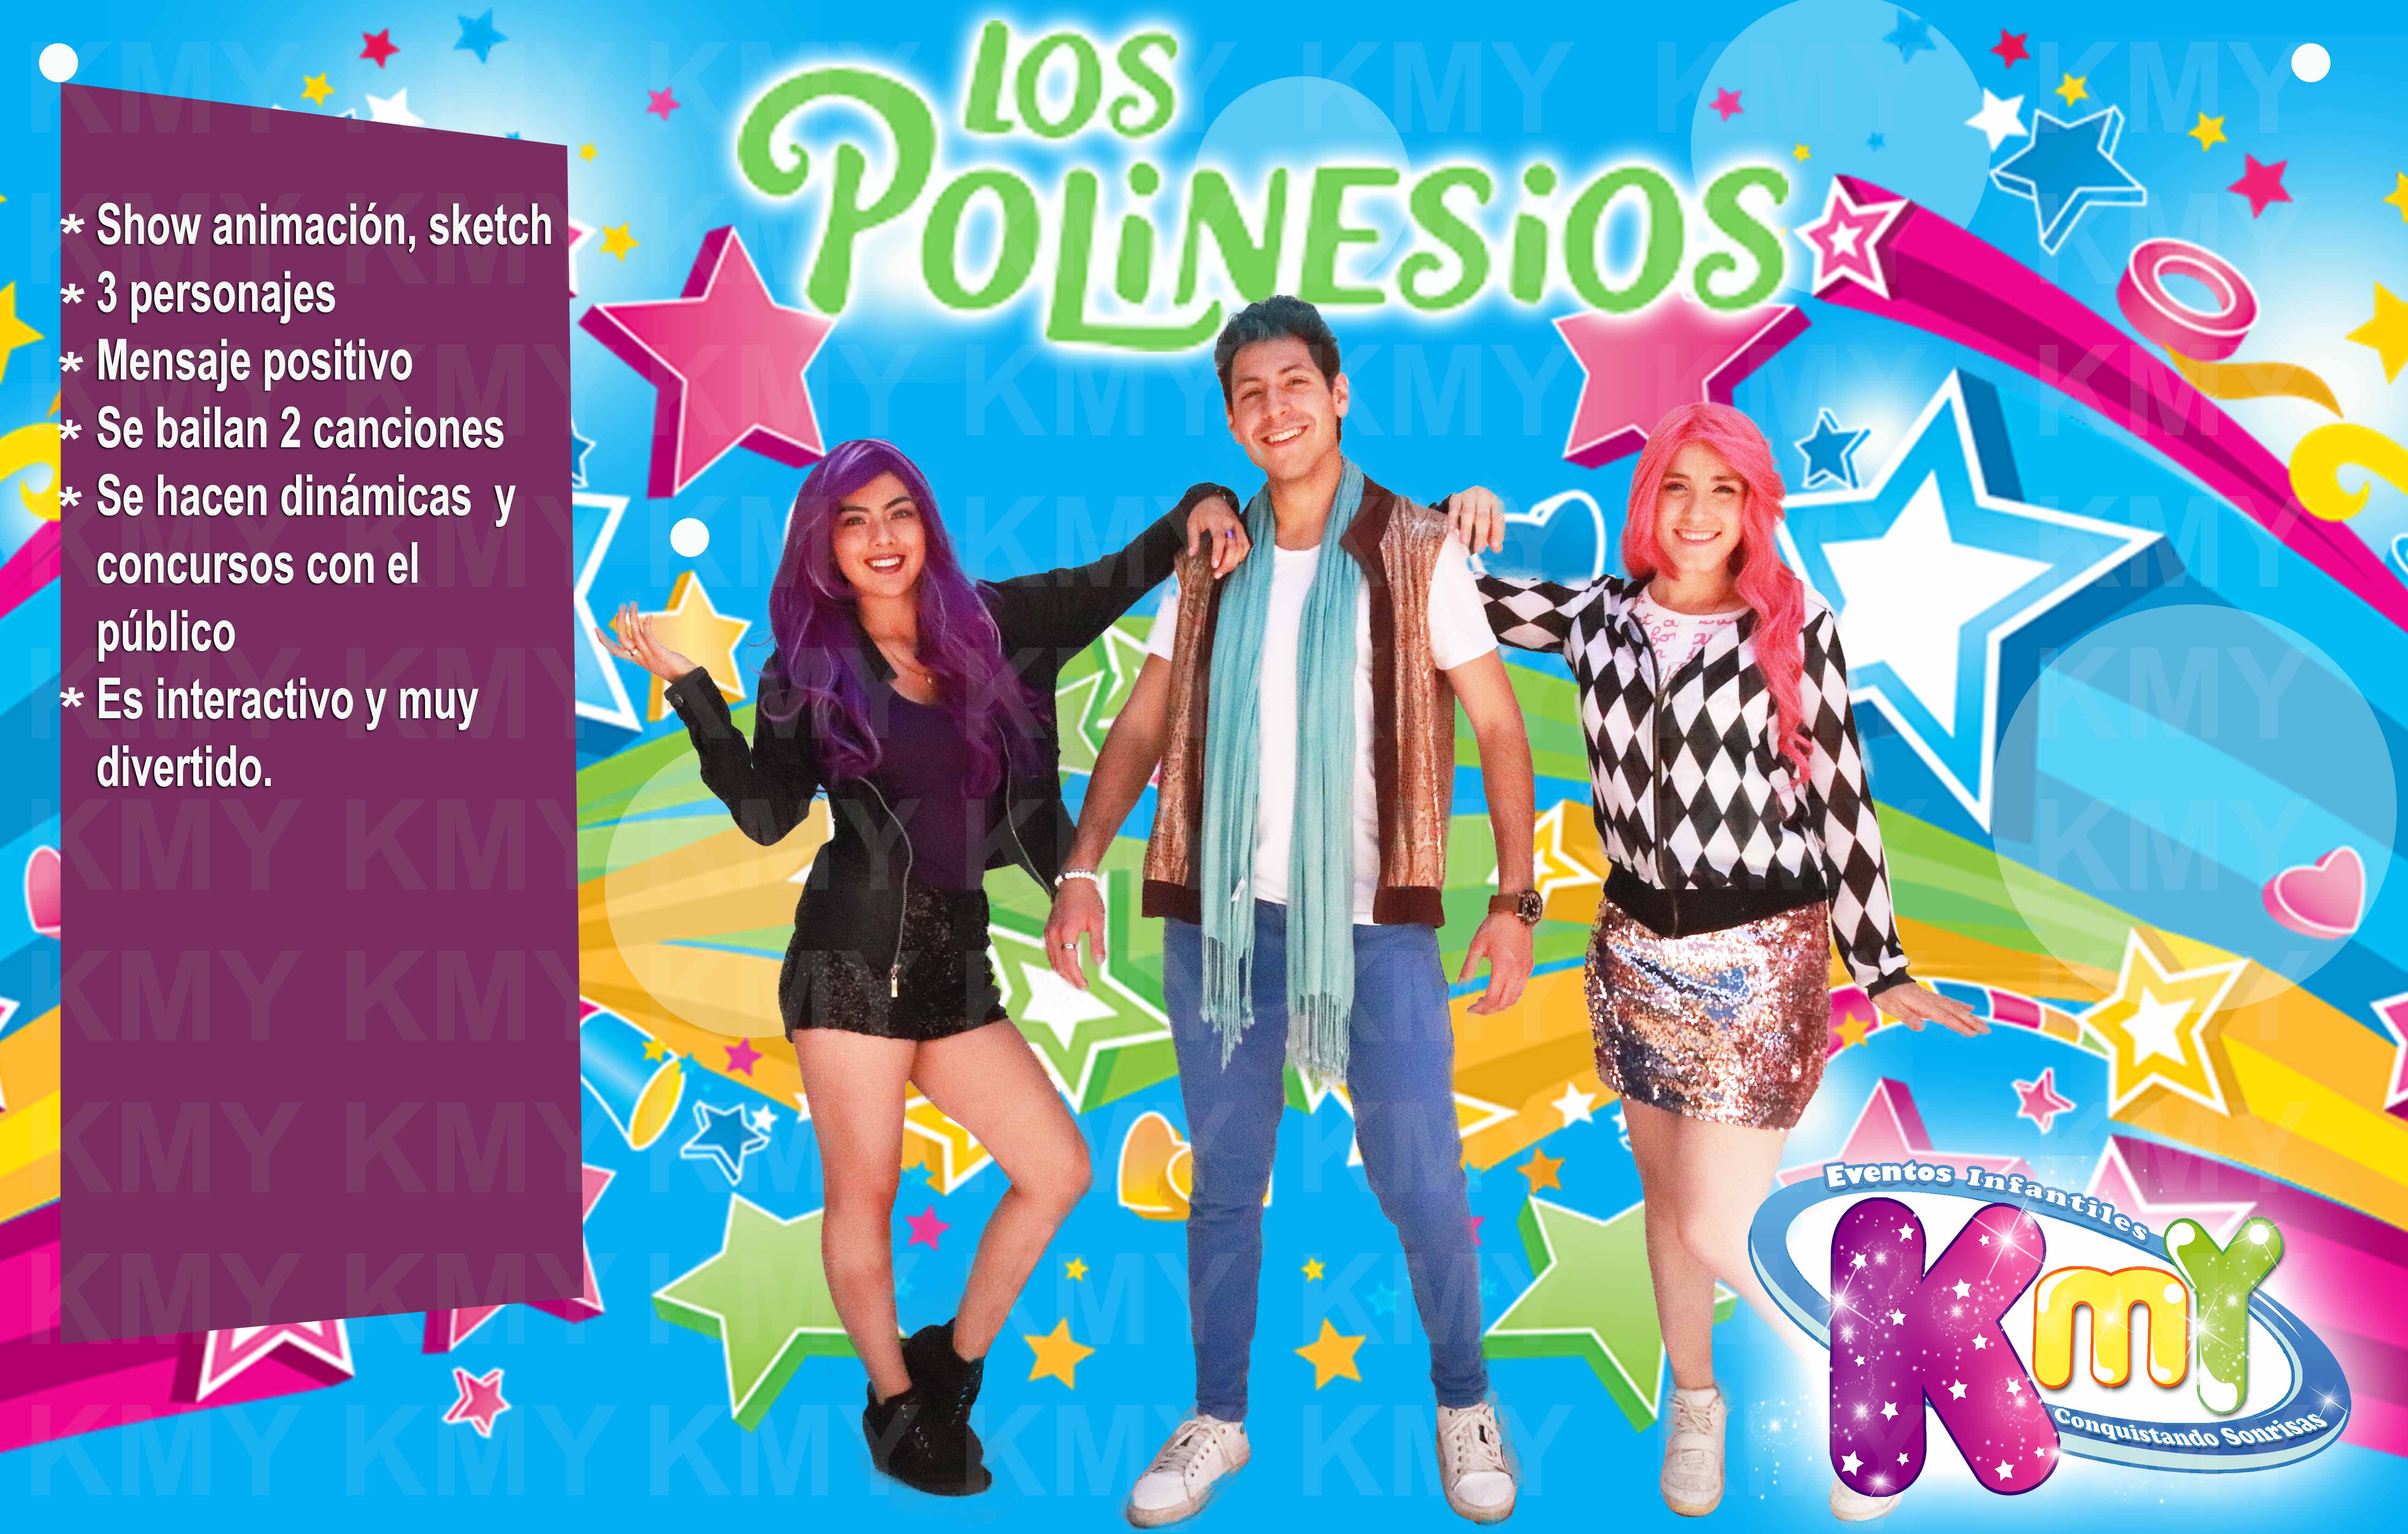 LOS
POLiNESiOS
* Show animación, sketch
* 3 personajes
* Mensaje positivo
* Se bailan 2 canciones
* Se hacen dinámicas y
concursos con el
público
* Es interactivo y muy
divertido.
Eventos Infantiles
KmY
Conquistando Sonrisas